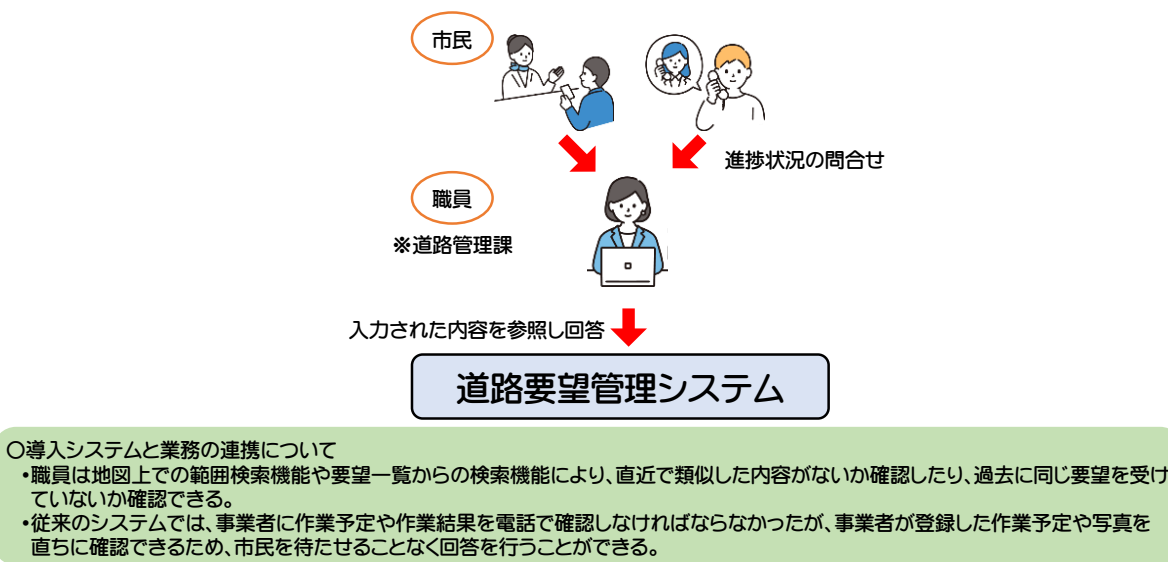 市民
進捗状況の問合せ
職員
※道路管理課
入力された内容を参照し回答
道路要望管理システム
〇導入システムと業務の連携について
・職員は地図上での範囲検索機能や要望一覧からの検索機能により、直近で類似した内容がないか確認したり、過去に同じ要望を受け
ていないか確認できる。
・従来のシステムでは、事業者に作業予定や作業結果を電話で確認しなければならなかったが、事業者が登録した作業予定や写真を
直ちに確認できるため、市民を待たせることなく回答を行うことができる。